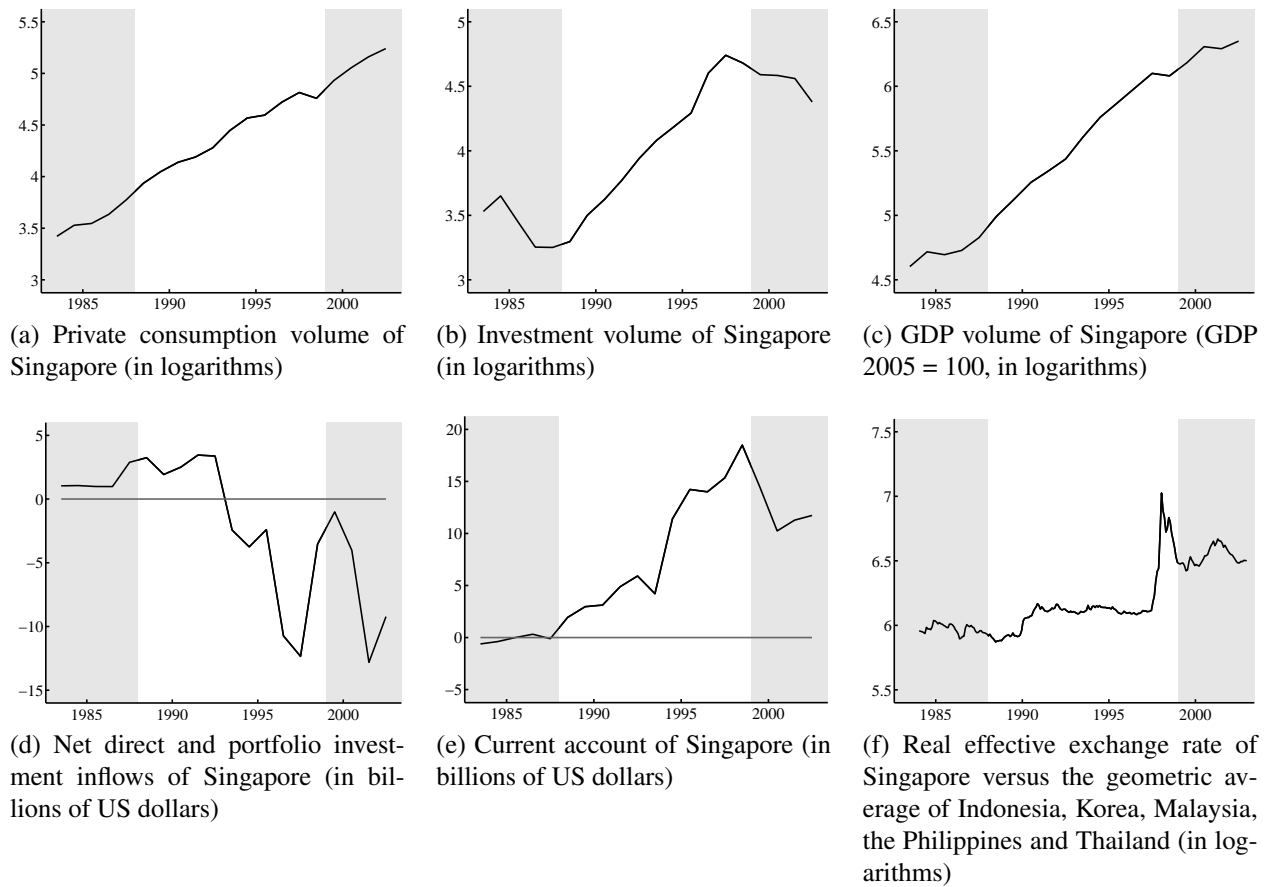 5.5
5
4.5
4
3.5
3
1985 1990 1995 2000
(a) Private consumption volume of
Singapore (in logarithms)
5
4.5
4
3.5
3
1985 1990 1995 2000
(b) Investment volume of Singapore
(in logarithms)
6.5
6
5.5
5
4.5
1985 1990 1995 2000
(c) GDP volume of Singapore (GDP
2005 = 100, in logarithms)
5
0
−5
−10
−15
1985 1990 1995 2000
(d) Net direct and portfolio invest-
ment inflows of Singapore (in bil-
lions of US dollars)
20
15
10
5
0
−5
1985 1990 1995 2000
(e) Current account of Singapore (in
billions of US dollars)
7.5
7
6.5
6
5.5
1985 1990 1995 2000
(f) Real effective exchange rate of
Singapore versus the geometric av-
erage of Indonesia, Korea, Malaysia,
the Philippines and Thailand (in log-
arithms)